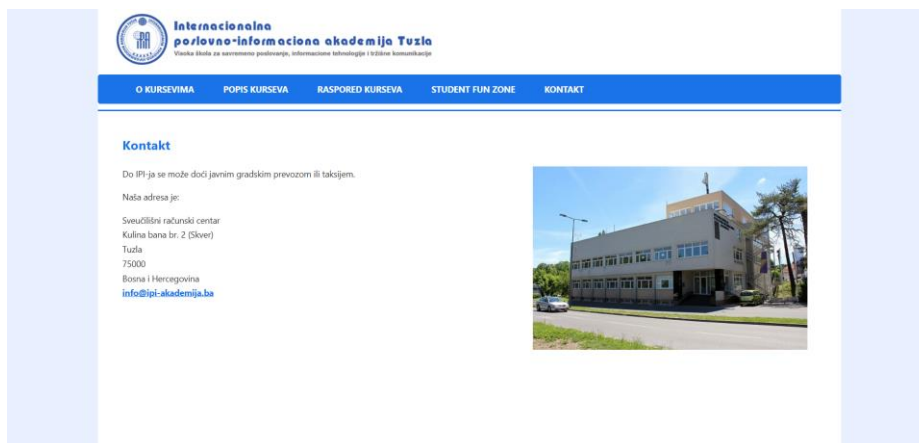 Internacionalna
poslovno-informaciona akademija Tuzla
Visoka škola za savremeno poslovanje, informacione tehnologije i tržišne komunikacije
O KURSEVIMA POPIS KURSEVA RASPORED KURSEVA STUDENT FUN ZONE KONTAKT
Kontakt
Do IPI-ja se može doći javnim gradskim prevozom ili taksijem.
Naša adresa je:
Sveučilišni računski centar
Kulina bana br. 2 (Skver)
Tuzla
75000
Bosna i Hercegovina
info@ipi-akademija.ba